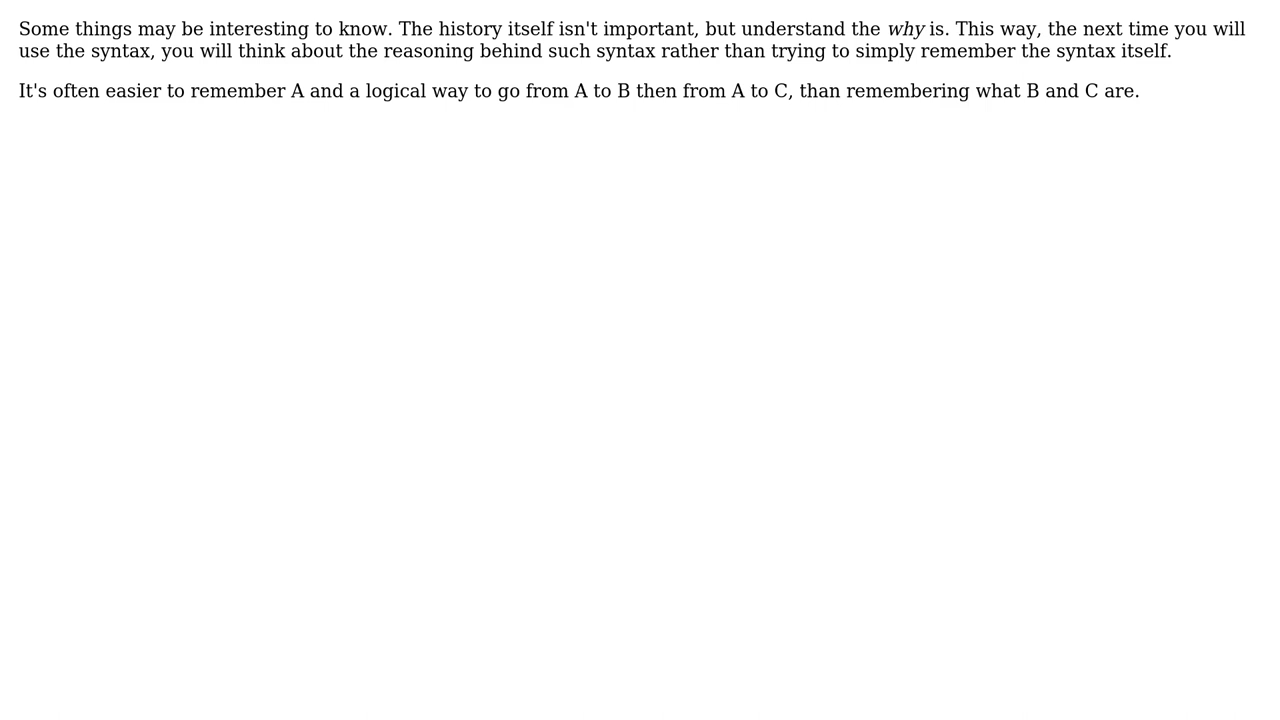 Some things may be interesting to know. The history itself isn't important, but understand the why is. This way, the next time you will
use the syntax, you will think about the reasoning behind such syntax rather than trying to simply remember the syntax itself.
It's often easier to remember A and a logical way to go from A to B then from A to C, than remembering what B and C are.